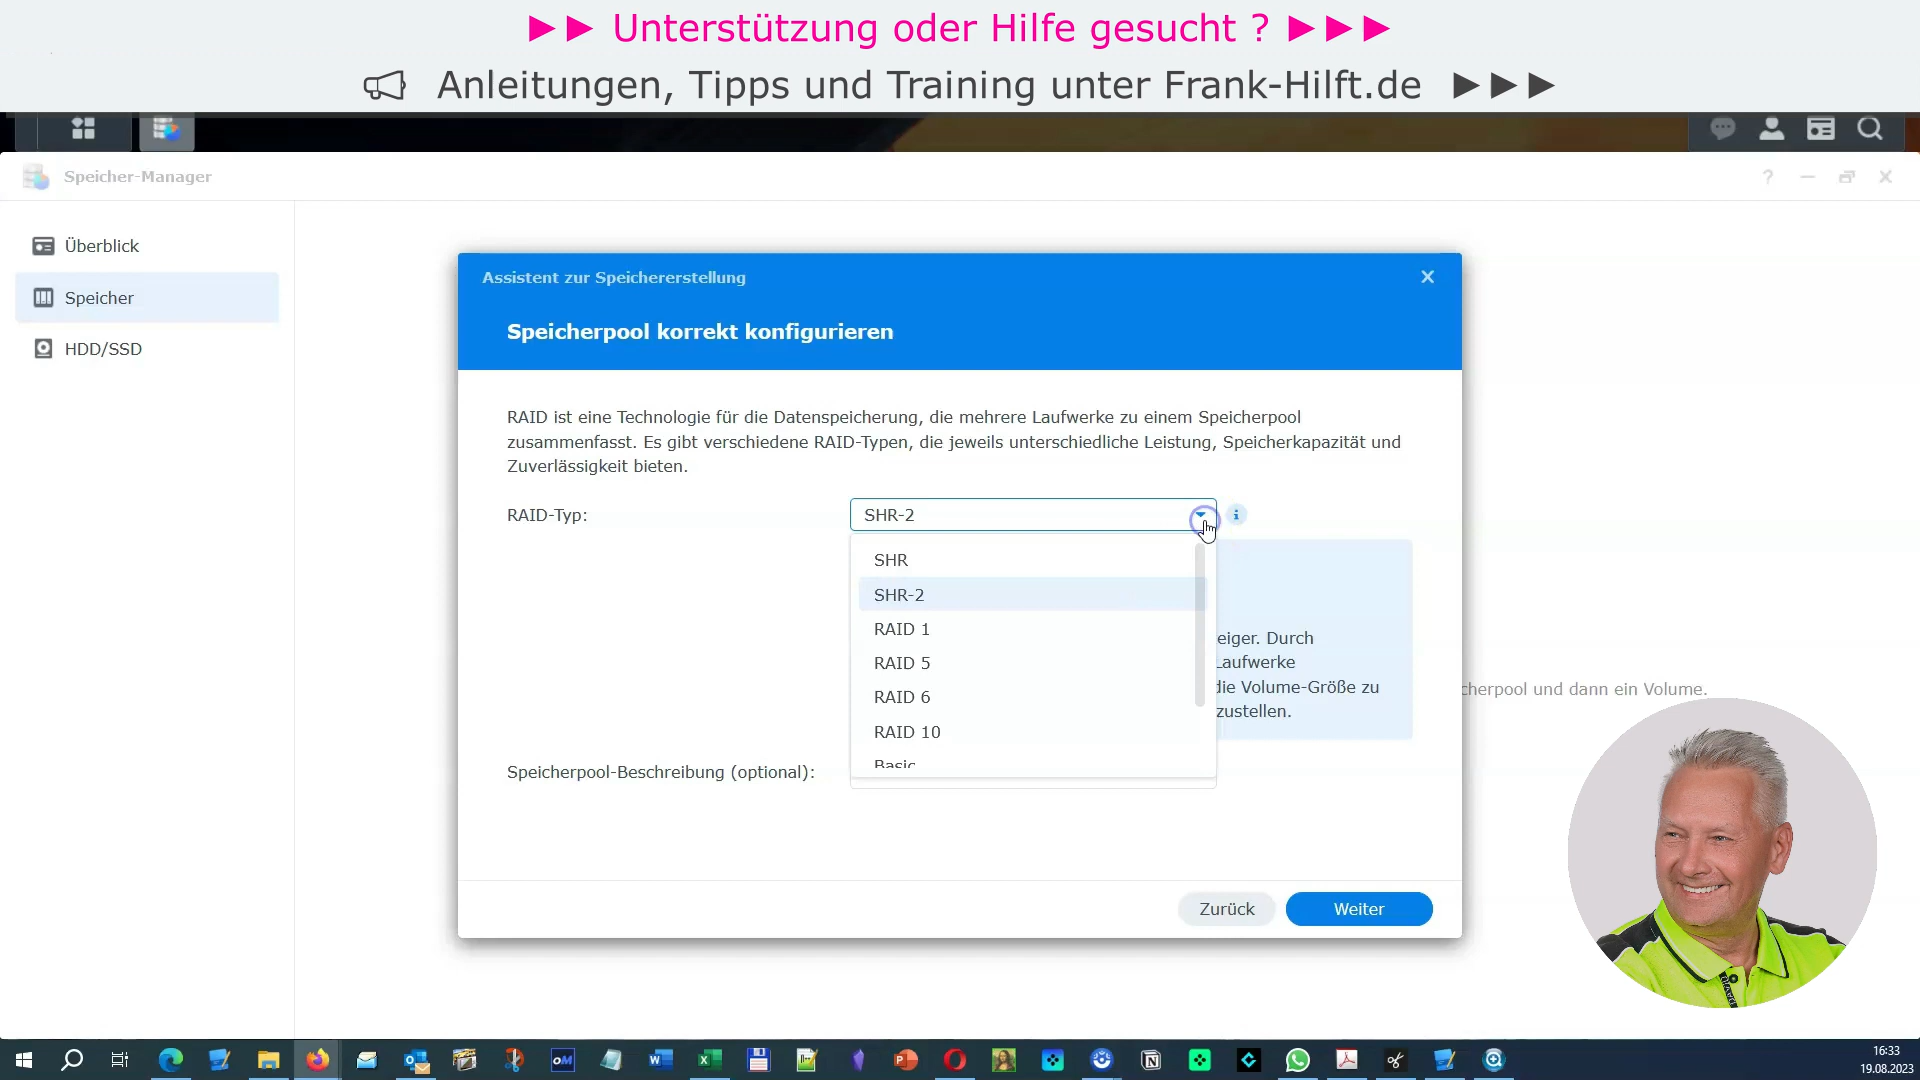 ►► Unterstützung oder Hilfe gesucht ? ►►►
Anleitungen, Tipps und Training unter Frank-Hilft.de ►►►
Speicher-Manager
Überblick
Speicher
HDD/SSD
Assistent zur Speichererstellung
Speicherpool korrekt konfigurieren
RAID ist eine Technologie für die Datenspeicherung, die mehrere Laufwerke zu einem Speicherpool
zusammenfasst. Es gibt verschiedene RAID-Typen, die jeweils unterschiedliche Leistung, Speicherkapazität und
Zuverlässigkeit bieten.
RAID-Typ:
SHR-2
SHR
SHR-2
RAID 1
RAID 5
RAID 6
RAID 10
Basic
eiger. Durch
Laufwerke
die Volume-Größe zu
zustellen.
cherpool und dann ein Volume.
Speicherpool-Beschreibung (optional):
Zurück
Weiter
16:33
19.08.2023